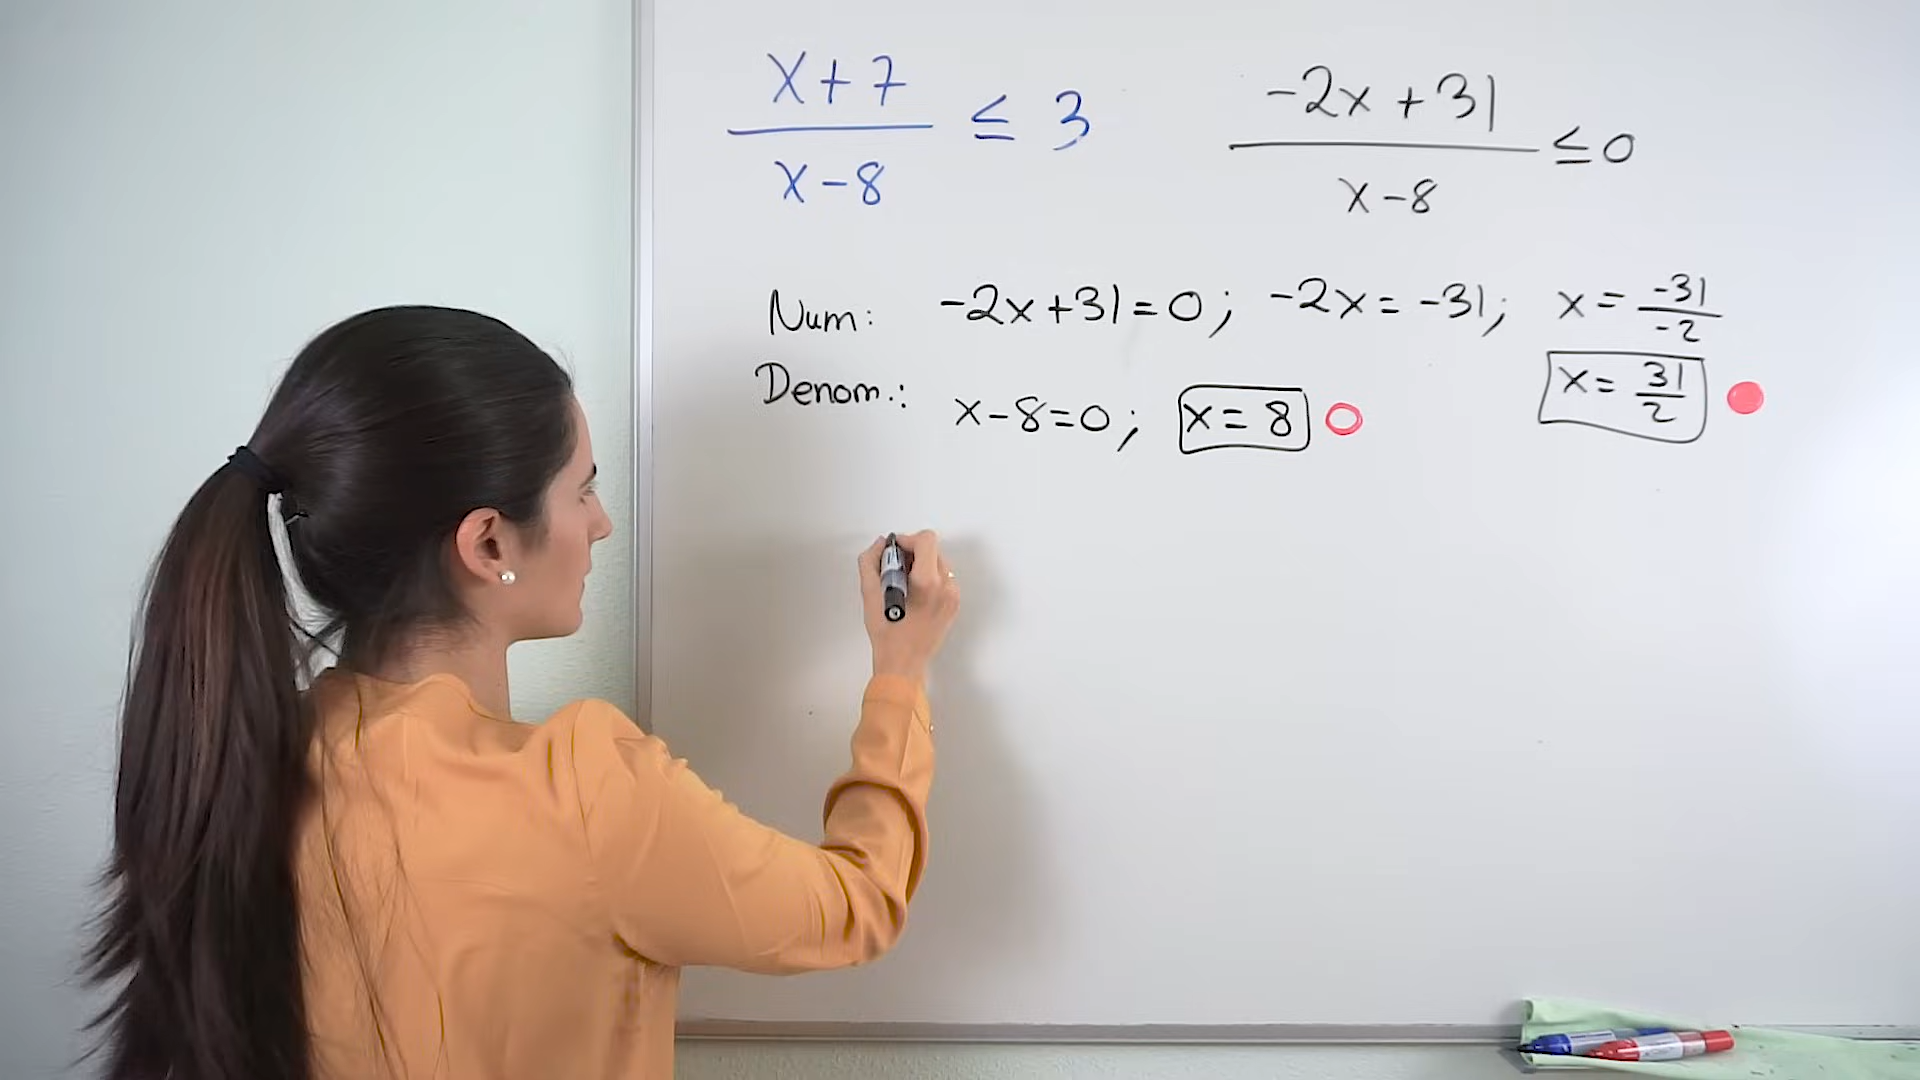 x+7
—— ≤ 3
x-8
-2x+31
—— ≤0
x-8
Num: -2x+31=0; -2x=-31; x=-31/-2
x=31/2
Denom.: x-8=0; x=8